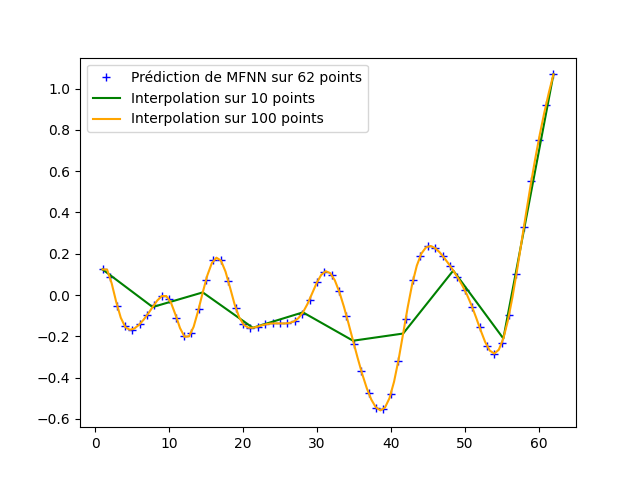 Prédiction de MFNN sur 62 points
Interpolation sur 10 points
Interpolation sur 100 points
1.0
0.8
0.6
0.4
0.2
0.0
−0.2
−0.4
−0.6
0 10 20 30 40 50 60